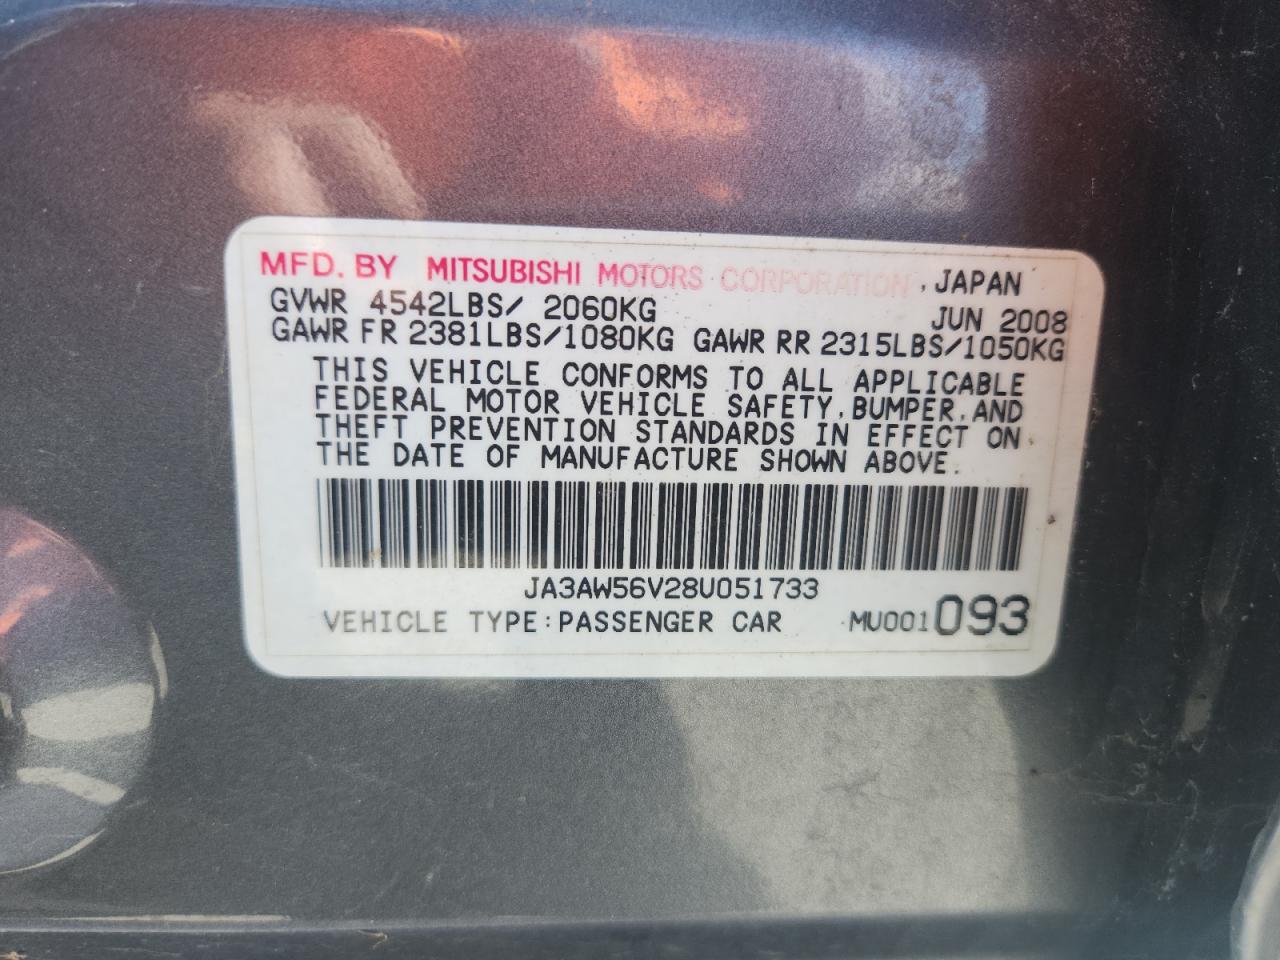 MFD. BY MITSUBISHI MOTORS CORPORATION, JAPAN
GVWR 4542LBS/ 2060KG JUN 2008
GAWR FR 2381LBS/1080KG GAWR RR 2315LBS/1050KG
THIS VEHICLE CONFORMS TO ALL APPLICABLE
FEDERAL MOTOR VEHICLE SAFETY, BUMPER, AND
THEFT PREVENTION STANDARDS IN EFFECT ON
THE DATE OF MANUFACTURE SHOWN ABOVE.
JA3AW56V28U051733
VEHICLE TYPE:PASSENGER CAR MU001093